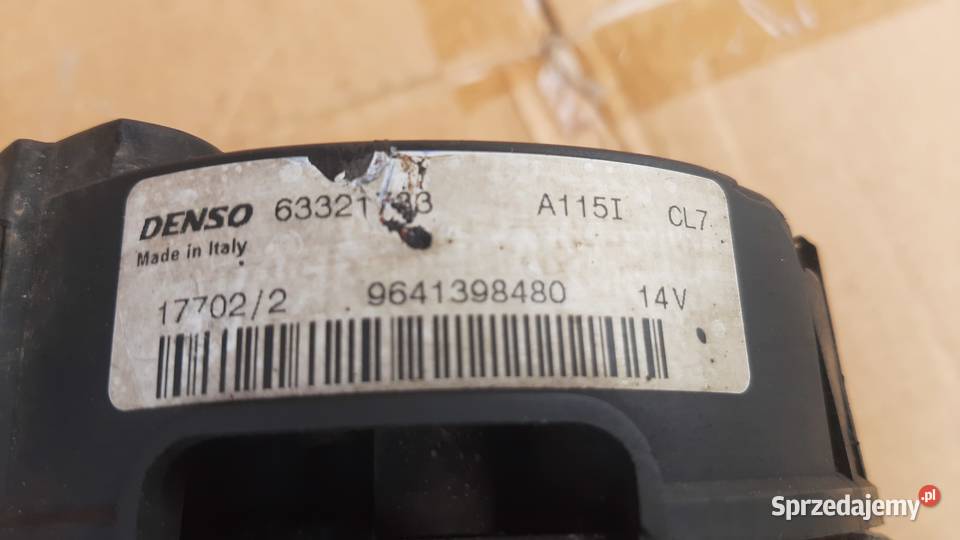 DENSO A115I CL7
Made in Italy
17702/2 9641398480 14V
Sprzedajemy.pl